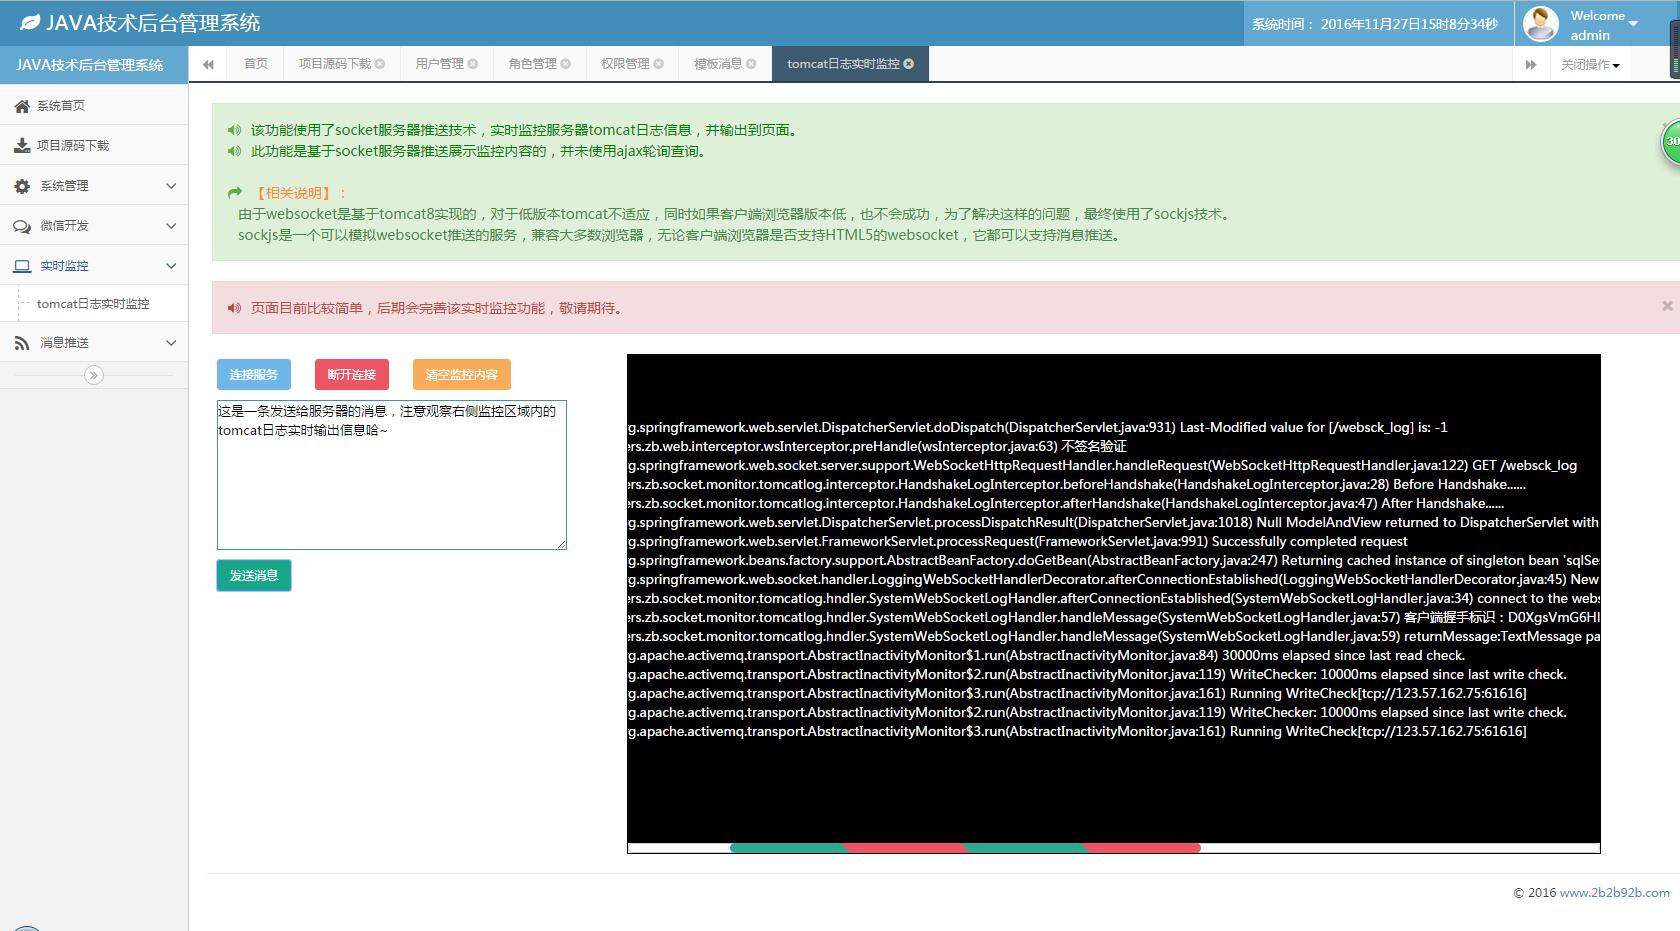 JAVA技术后台管理系统
系统时间： 2016年11月27日15时8分34秒
Welcome
admin
JAVA技术后台管理系统
首页
项目源码下载
用户管理
角色管理
权限管理
模板消息
tomcat日志实时监控
关闭操作
系统首页
项目源码下载
系统管理
微信开发
实时监控
tomcat日志实时监控
消息推送
该功能使用了socket服务器推送技术，实时监控服务器tomcat日志信息，并输出到页面。
此功能是基于socket服务器推送展示监控内容的，并未使用ajax轮询查询。
30
【相关说明】：
由于websocket是基于tomcat8实现的，对于低版本tomcat不适应，同时如果客户端浏览器版本低，也不会成功，为了解决这样的问题，最终使用了sockjs技术。
sockjs是一个可以模拟websocket推送的服务，兼容大多数浏览器，无论客户端浏览器是否支持HTML5的websocket，它都可以支持消息推送。
页面目前比较简单，后期会完善该实时监控功能，敬请期待。
连接服务
断开连接
清空监控内容
这是一条发送给服务器的消息，注意观察右侧监控区域内的
tomcat日志实时输出信息哈~
发送消息
g.springframework.web.servlet.DispatcherServlet.doDispatch(DispatcherServlet.java:931) Last-Modified value for [/websck_log] is: -1
ers.zb.web.interceptor.wsInterceptor.preHandle(wsInterceptor.java:63) 不签名验证
g.springframework.web.socket.server.support.WebSocketHttpRequestHandler.handleRequest(WebSocketHttpRequestHandler.java:122) GET /websck_log
ers.zb.socket.monitor.tomcatlog.interceptor.HandshakeLogInterceptor.beforeHandshake(HandshakeLogInterceptor.java:28) Before Handshake......
ers.zb.socket.monitor.tomcatlog.interceptor.HandshakeLogInterceptor.afterHandshake(HandshakeLogInterceptor.java:47) After Handshake......
g.springframework.web.servlet.DispatcherServlet.processDispatchResult(DispatcherServlet.java:1018) Null ModelAndView returned to DispatcherServlet with
g.springframework.web.servlet.FrameworkServlet.processRequest(FrameworkServlet.java:991) Successfully completed request
g.springframework.beans.factory.support.AbstractBeanFactory.doGetBean(AbstractBeanFactory.java:247) Returning cached instance of singleton bean 'sqlSes
g.springframework.web.socket.handler.LoggingWebSocketHandlerDecorator.afterConnectionEstablished(LoggingWebSocketHandlerDecorator.java:45) New
ers.zb.socket.monitor.tomcatlog.hndler.SystemWebSocketLogHandler.afterConnectionEstablished(SystemWebSocketLogHandler.java:34) connect to the webs
ers.zb.socket.monitor.tomcatlog.hndler.SystemWebSocketLogHandler.handleMessage(SystemWebSocketLogHandler.java:57) 客户端握手标识：D0XgsVmG6HI
ers.zb.socket.monitor.tomcatlog.hndler.SystemWebSocketLogHandler.handleMessage(SystemWebSocketLogHandler.java:59) returnMessage:TextMessage pa
g.apache.activemq.transport.AbstractInactivityMonitor$1.run(AbstractInactivityMonitor.java:84) 30000ms elapsed since last read check.
g.apache.activemq.transport.AbstractInactivityMonitor$2.run(AbstractInactivityMonitor.java:119) WriteChecker: 10000ms elapsed since last write check.
g.apache.activemq.transport.AbstractInactivityMonitor$3.run(AbstractInactivityMonitor.java:161) Running WriteCheck[tcp://123.57.162.75:61616]
g.apache.activemq.transport.AbstractInactivityMonitor$2.run(AbstractInactivityMonitor.java:119) WriteChecker: 10000ms elapsed since last write check.
g.apache.activemq.transport.AbstractInactivityMonitor$3.run(AbstractInactivityMonitor.java:161) Running WriteCheck[tcp://123.57.162.75:61616]
© 2016 www.2b2b92b.com